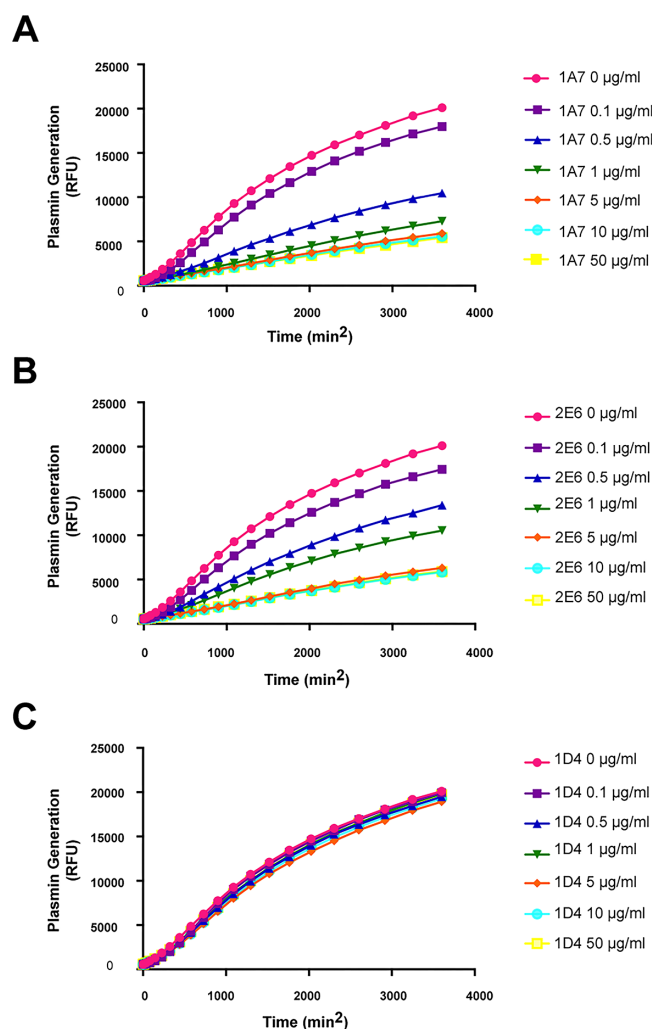 A
25000
20000
15000
10000
5000
0
Plasmin Generation
(RFU)
0 1000 2000 3000 4000
Time (min2)
1A7 0 µg/ml
1A7 0.1 µg/ml
1A7 0.5 µg/ml
1A7 1 µg/ml
1A7 5 µg/ml
1A7 10 µg/ml
1A7 50 µg/ml
B
25000
20000
15000
10000
5000
0
Plasmin Generation
(RFU)
0 1000 2000 3000 4000
Time (min2)
2E6 0 µg/ml
2E6 0.1 µg/ml
2E6 0.5 µg/ml
2E6 1 µg/ml
2E6 5 µg/ml
2E6 10 µg/ml
2E6 50 µg/ml
C
25000
20000
15000
10000
5000
0
Plasmin Generation
(RFU)
0 1000 2000 3000 4000
Time (min2)
1D4 0 µg/ml
1D4 0.1 µg/ml
1D4 0.5 µg/ml
1D4 1 µg/ml
1D4 5 µg/ml
1D4 10 µg/ml
1D4 50 µg/ml